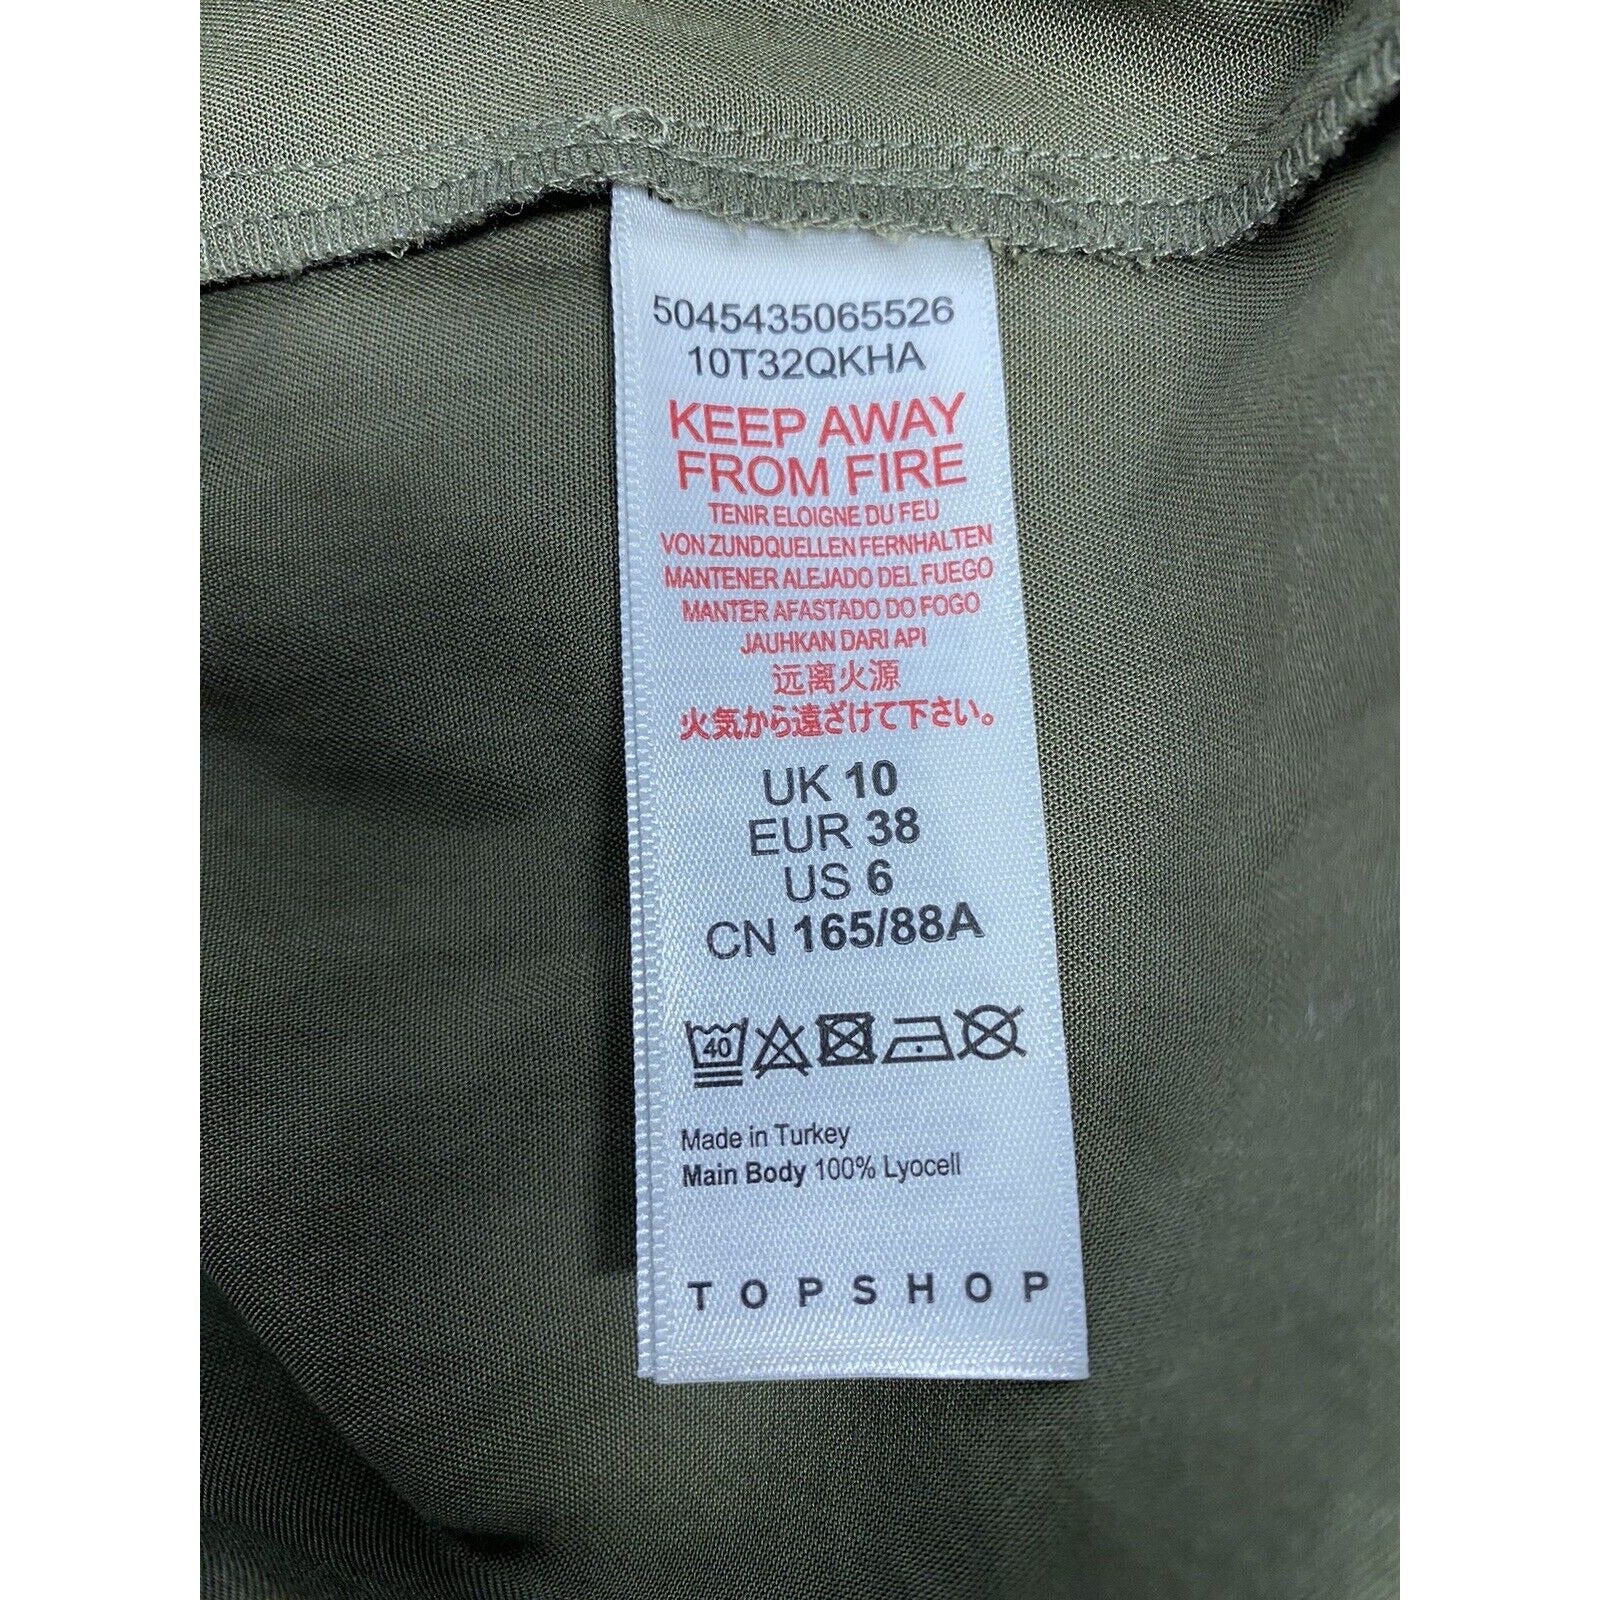 5045435065526
10T32QKHA
KEEP AWAY
FROM FIRE
TENIR ELOIGNE DU FEU
VON ZUNDQUELLEN FERNHALTEN
MANTENER ALEJADO DEL FUEGO
MANTER AFASTADO DO FOGO
JAUHKAN DARI API
远离火源
火気から遠ざけて下さい。
UK 10
EUR 38
US 6
CN 165/88A
40
Made in Turkey
Main Body 100% Lyocell
TOPSHOP